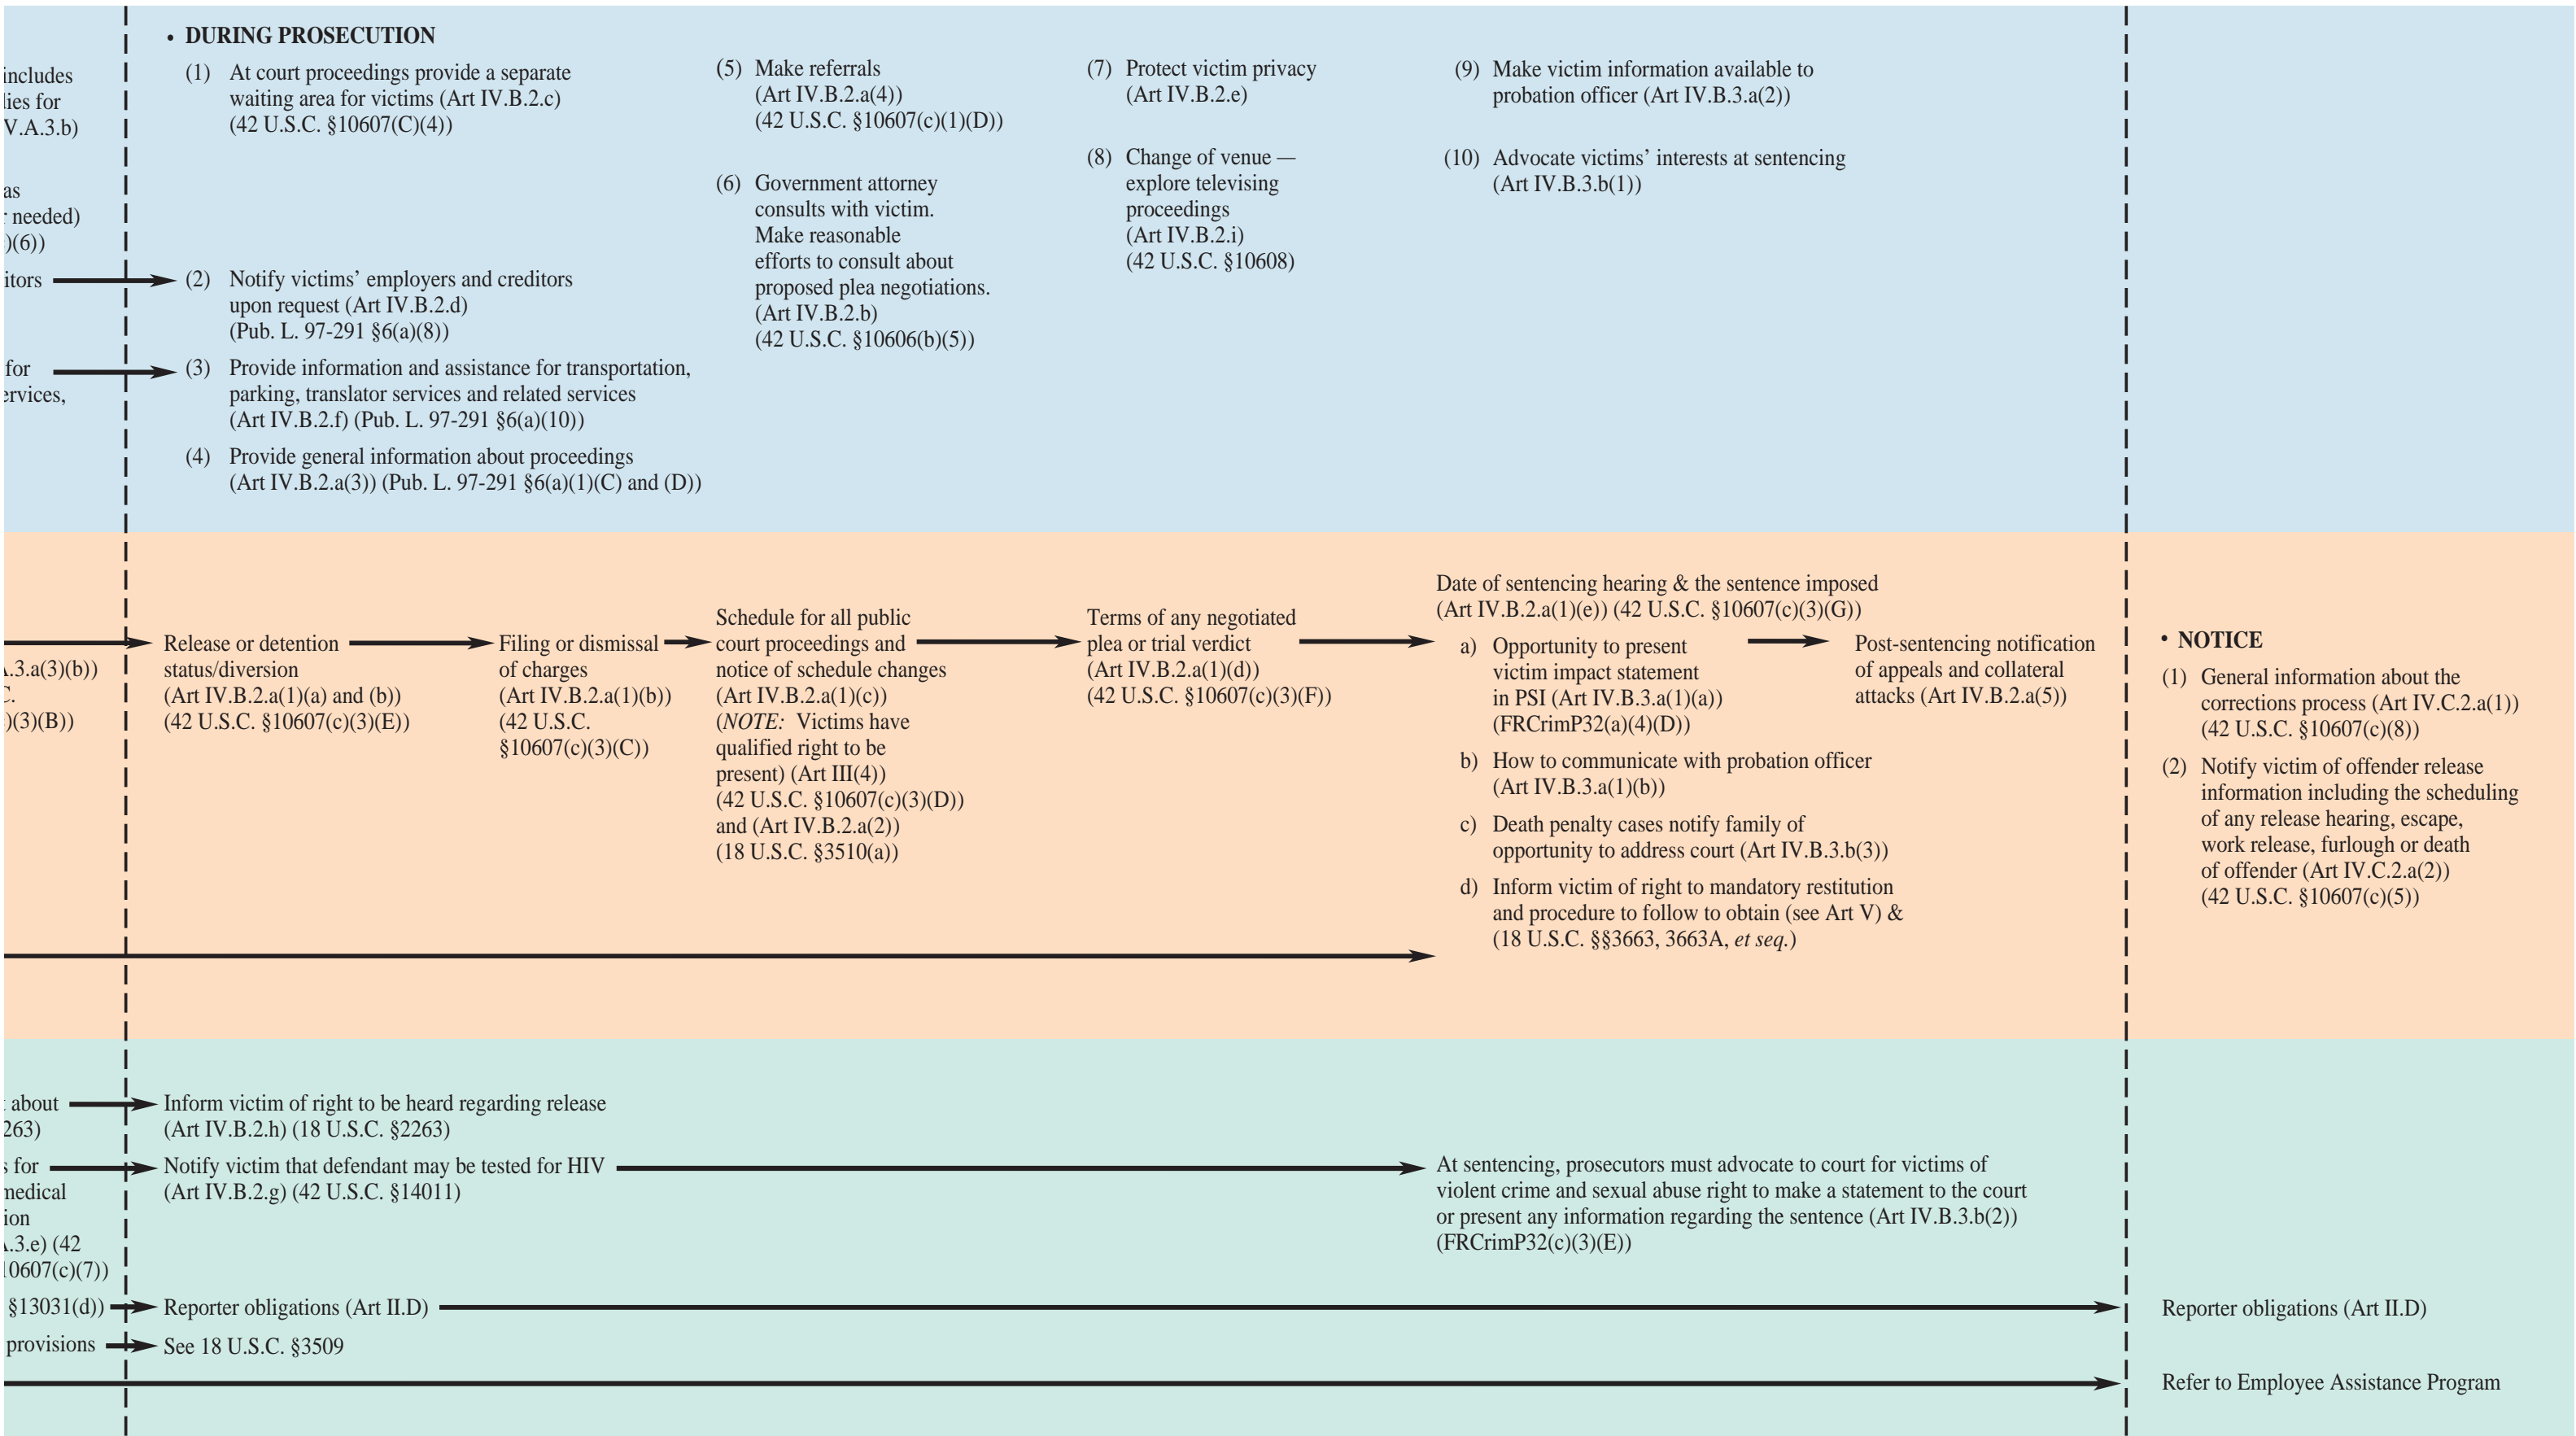 includes
lies for
V.A.3.b)
as
r needed)
)(6))
itors
for
ervices,
• DURING PROSECUTION
(1) At court proceedings provide a separate
waiting area for victims (Art IV.B.2.c)
(42 U.S.C. §10607(C)(4))
(2) Notify victims’ employers and creditors
upon request (Art IV.B.2.d)
(Pub. L. 97-291 §6(a)(8))
(3) Provide information and assistance for transportation,
parking, translator services and related services
(Art IV.B.2.f) (Pub. L. 97-291 §6(a)(10))
(4) Provide general information about proceedings
(Art IV.B.2.a(3)) (Pub. L. 97-291 §6(a)(1)(C) and (D))
(5) Make referrals
(Art IV.B.2.a(4))
(42 U.S.C. §10607(c)(1)(D))
(6) Government attorney
consults with victim.
Make reasonable
efforts to consult about
proposed plea negotiations.
(Art IV.B.2.b)
(42 U.S.C. §10606(b)(5))
(7) Protect victim privacy
(Art IV.B.2.e)
(8) Change of venue —
explore televising
proceedings
(Art IV.B.2.i)
(42 U.S.C. §10608)
(9) Make victim information available to
probation officer (Art IV.B.3.a(2))
(10) Advocate victims’ interests at sentencing
(Art IV.B.3.b(1))
.3.a(3)(b))
C.
)(3)(B))
Release or detention
status/diversion
(Art IV.B.2.a(1)(a) and (b))
(42 U.S.C. §10607(c)(3)(E))
Filing or dismissal
of charges
(Art IV.B.2.a(1)(b))
(42 U.S.C.
§10607(c)(3)(C))
Schedule for all public
court proceedings and
notice of schedule changes
(Art IV.B.2.a(1)(c))
(NOTE: Victims have
qualified right to be
present) (Art III(4))
(42 U.S.C. §10607(c)(3)(D))
and (Art IV.B.2.a(2))
(18 U.S.C. §3510(a))
Terms of any negotiated
plea or trial verdict
(Art IV.B.2.a(1)(d))
(42 U.S.C. §10607(c)(3)(F))
Date of sentencing hearing & the sentence imposed
(Art IV.B.2.a(1)(e)) (42 U.S.C. §10607(c)(3)(G))
a) Opportunity to present
victim impact statement
in PSI (Art IV.B.3.a(1)(a))
(FRCrimP32(a)(4)(D))
b) How to communicate with probation officer
(Art IV.B.3.a(1)(b))
c) Death penalty cases notify family of
opportunity to address court (Art IV.B.3.b(3))
d) Inform victim of right to mandatory restitution
and procedure to follow to obtain (see Art V) &
(18 U.S.C. §§3663, 3663A, et seq.)
Post-sentencing notification
of appeals and collateral
attacks (Art IV.B.2.a(5))
• NOTICE
(1) General information about the
corrections process (Art IV.C.2.a(1))
(42 U.S.C. §10607(c)(8))
(2) Notify victim of offender release
information including the scheduling
of any release hearing, escape,
work release, furlough or death
of offender (Art IV.C.2.a(2))
(42 U.S.C. §10607(c)(5))
about
263)
s for
medical
ion
.3.e) (42
0607(c)(7))
§13031(d))
provisions
Inform victim of right to be heard regarding release
(Art IV.B.2.h) (18 U.S.C. §2263)
Notify victim that defendant may be tested for HIV
(Art IV.B.2.g) (42 U.S.C. §14011)
At sentencing, prosecutors must advocate to court for victims of
violent crime and sexual abuse right to make a statement to the court
or present any information regarding the sentence (Art IV.B.3.b(2))
(FRCrimP32(c)(3)(E))
Reporter obligations (Art II.D)
Reporter obligations (Art II.D)
See 18 U.S.C. §3509
Refer to Employee Assistance Program